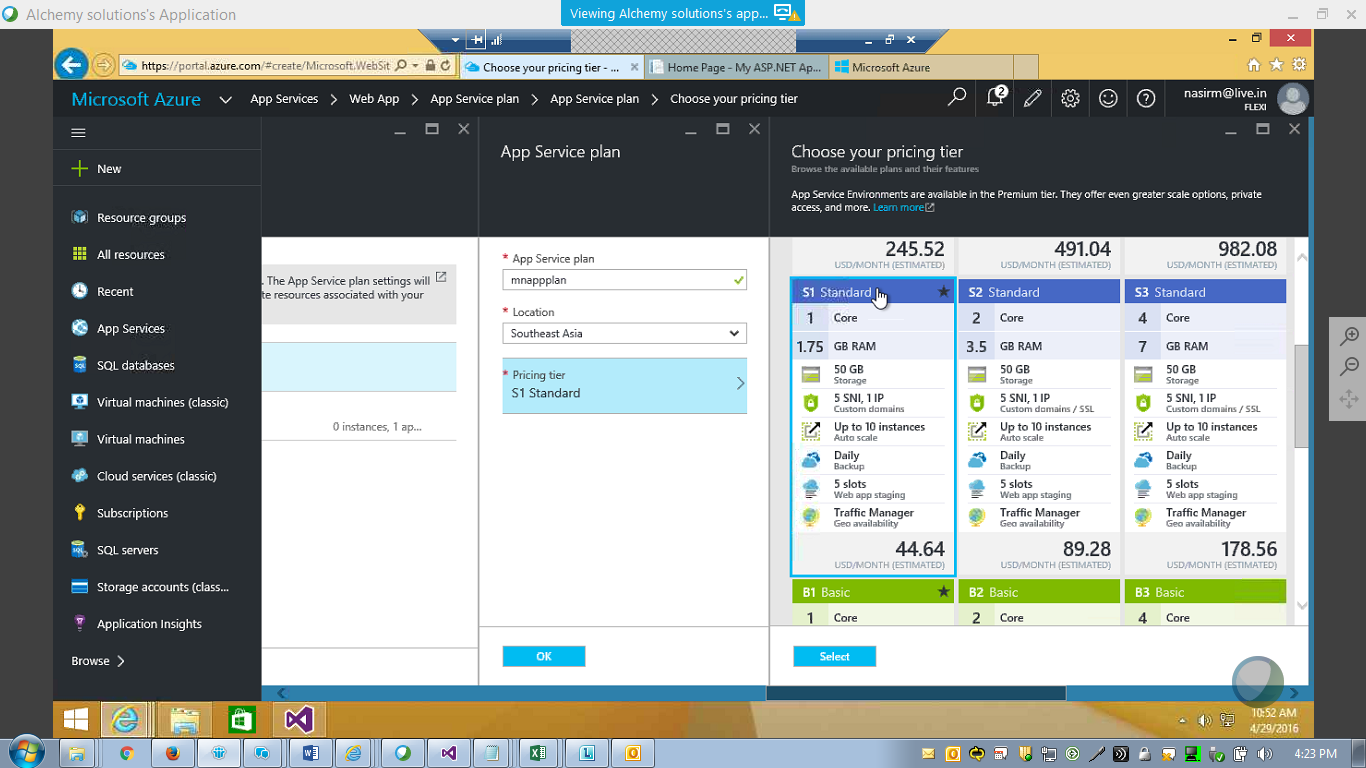 Alchemy solutions's Application
Viewing Alchemy solutions's app...
https://portal.azure.com/#create/Microsoft.WebSit
Choose your pricing tier - ...
Home Page - My ASP.NET Ap...
Microsoft Azure
Microsoft Azure
App Services
Web App
App Service plan
App Service plan
Choose your pricing tier
2
nasirm@live.in
FLEXI
New
Resource groups
All resources
Recent
App Services
SQL databases
Virtual machines (classic)
Virtual machines
Cloud services (classic)
Subscriptions
SQL servers
Storage accounts (class...
Application Insights
Browse
. The App Service plan settings will
te resources associated with your
0 instances, 1 ap...
App Service plan
* App Service plan
mnappplan
* Location
Southeast Asia
* Pricing tier
S1 Standard
OK
Choose your pricing tier
Browse the available plans and their features
App Service Environments are available in the Premium tier. They offer even greater scale options, private
access, and more. Learn more
245.52
USD/MONTH (ESTIMATED)
491.04
USD/MONTH (ESTIMATED)
982.08
USD/MONTH (ESTIMATED)
S1 Standard
1 Core
1.75 GB RAM
50 GB
Storage
5 SNI, 1 IP
Custom domains
Up to 10 instances
Auto scale
Daily
Backup
5 slots
Web app staging
Traffic Manager
Geo availability
44.64
USD/MONTH (ESTIMATED)
S2 Standard
2 Core
3.5 GB RAM
50 GB
Storage
5 SNI, 1 IP
Custom domains / SSL
Up to 10 instances
Auto scale
Daily
Backup
5 slots
Web app staging
Traffic Manager
Geo availability
89.28
USD/MONTH (ESTIMATED)
S3 Standard
4 Core
7 GB RAM
50 GB
Storage
5 SNI, 1 IP
Custom domains / SSL
Up to 10 instances
Auto scale
Daily
Backup
5 slots
Web app staging
Traffic Manager
Geo availability
178.56
USD/MONTH (ESTIMATED)
B1 Basic
1 Core
B2 Basic
2 Core
B3 Basic
4 Core
Select
10:52 AM
4/29/2016
4:23 PM